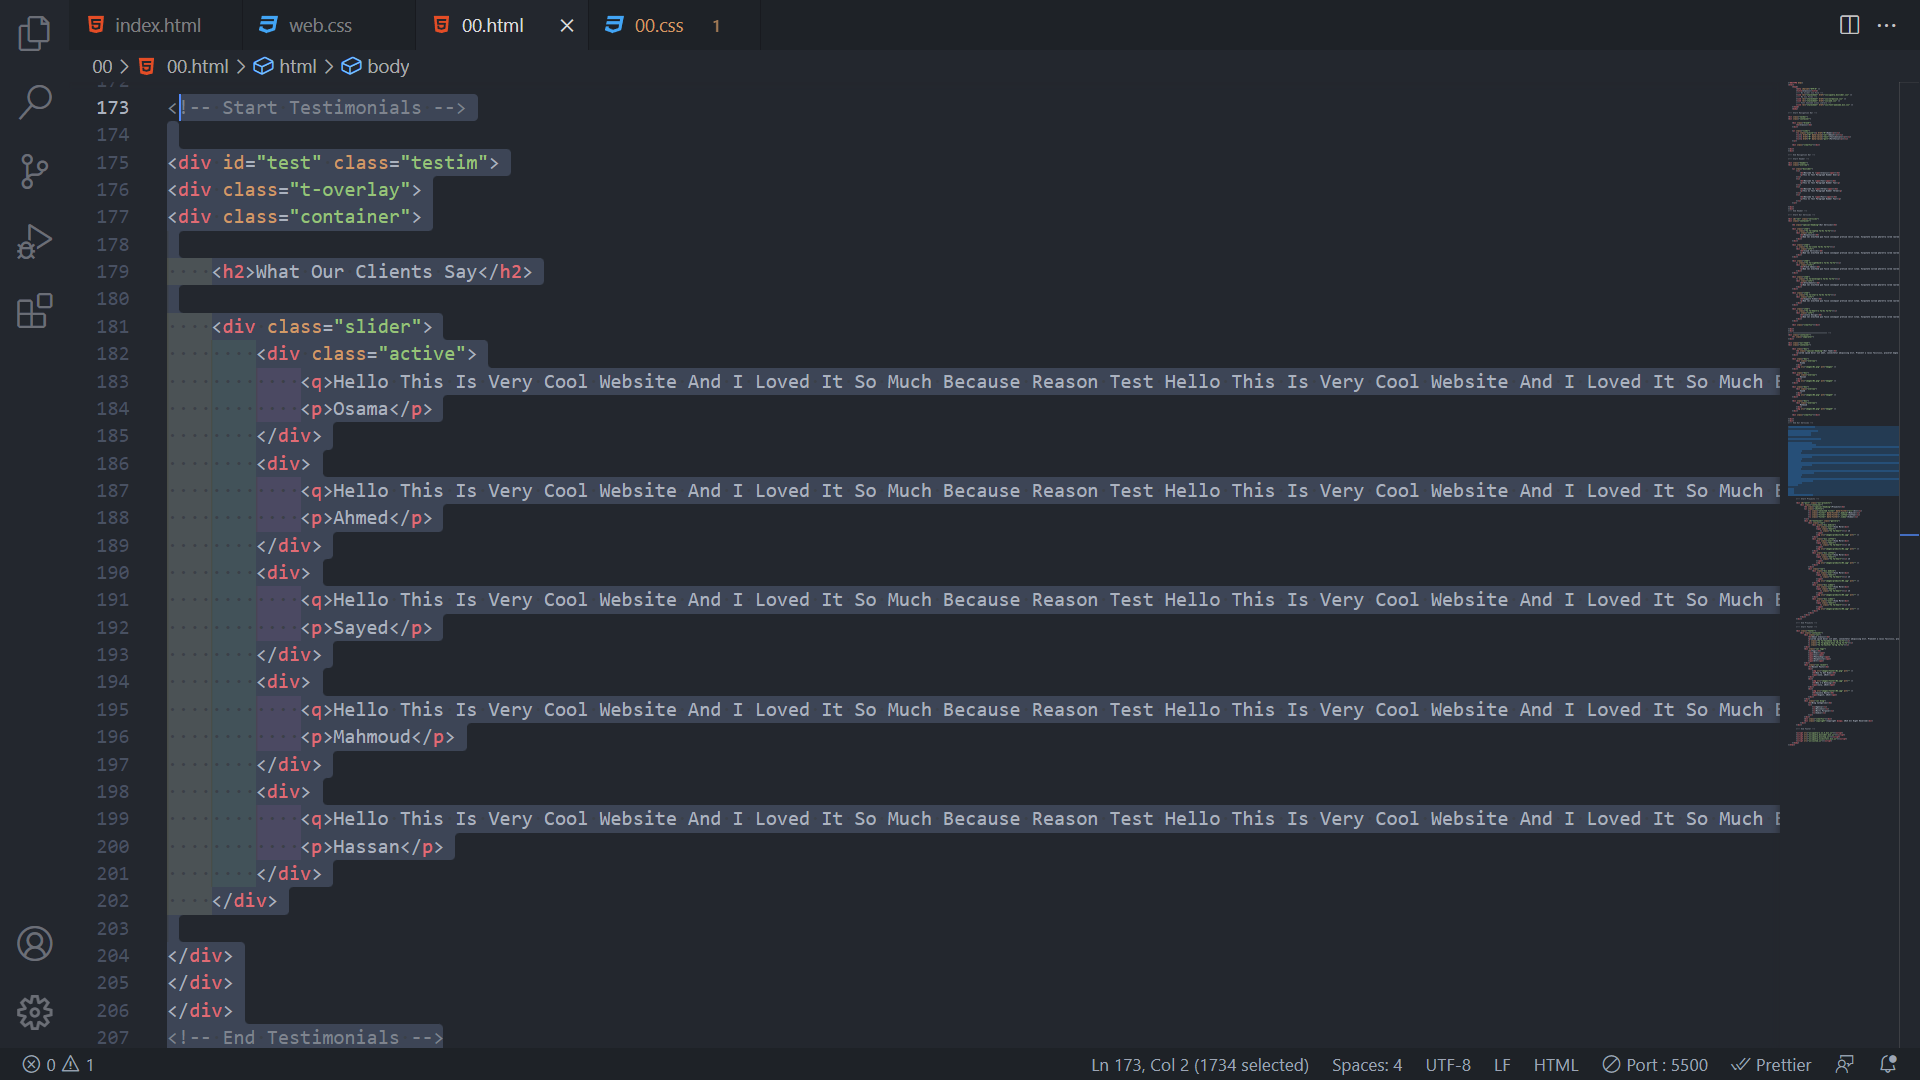 index.html
web.css
00.html
00.css 1
00 > 00.html > html > body
172
173 <!-- Start Testimonials -->
174
175 <div id="test" class="testim">
176 <div class="t-overlay">
177 <div class="container">
178
179 <h2>What Our Clients Say</h2>
180
181 <div class="slider">
182 <div class="active">
183 <q>Hello This Is Very Cool Website And I Loved It So Much Because Reason Test Hello This Is Very Cool Website And I Loved It So Much
184 <p>Osama</p>
185 </div>
186 <div>
187 <q>Hello This Is Very Cool Website And I Loved It So Much Because Reason Test Hello This Is Very Cool Website And I Loved It So Much
188 <p>Ahmed</p>
189 </div>
190 <div>
191 <q>Hello This Is Very Cool Website And I Loved It So Much Because Reason Test Hello This Is Very Cool Website And I Loved It So Much
192 <p>Sayed</p>
193 </div>
194 <div>
195 <q>Hello This Is Very Cool Website And I Loved It So Much Because Reason Test Hello This Is Very Cool Website And I Loved It So Much
196 <p>Mahmoud</p>
197 </div>
198 <div>
199 <q>Hello This Is Very Cool Website And I Loved It So Much Because Reason Test Hello This Is Very Cool Website And I Loved It So Much
200 <p>Hassan</p>
201 </div>
202 </div>
203
204 </div>
205 </div>
206 </div>
207 <!-- End Testimonials -->
0 1 Ln 173, Col 2 (1734 selected) Spaces: 4 UTF-8 LF HTML Port : 5500 Prettier